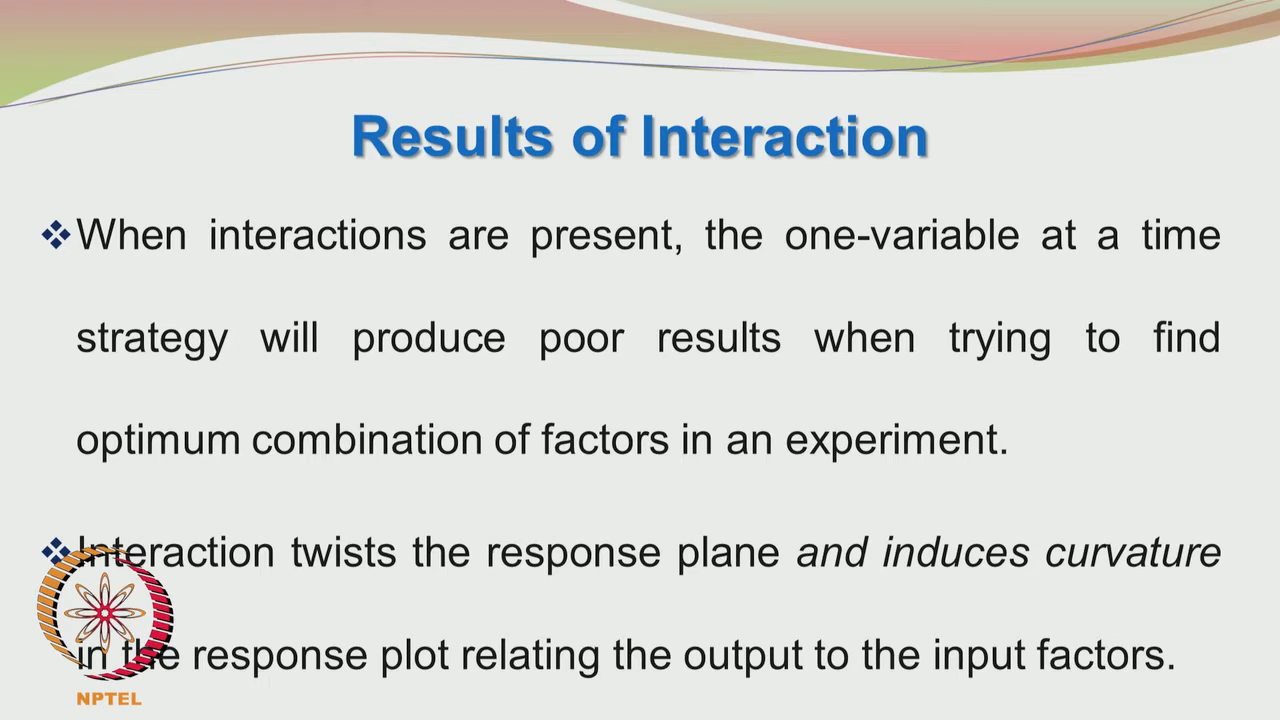 Results of Interaction
❖When interactions are present, the one-variable at a time
strategy will produce poor results when trying to find
optimum combination of factors in an experiment.
❖Interaction twists the response plane and induces curvature
in the response plot relating the output to the input factors.
NPTEL